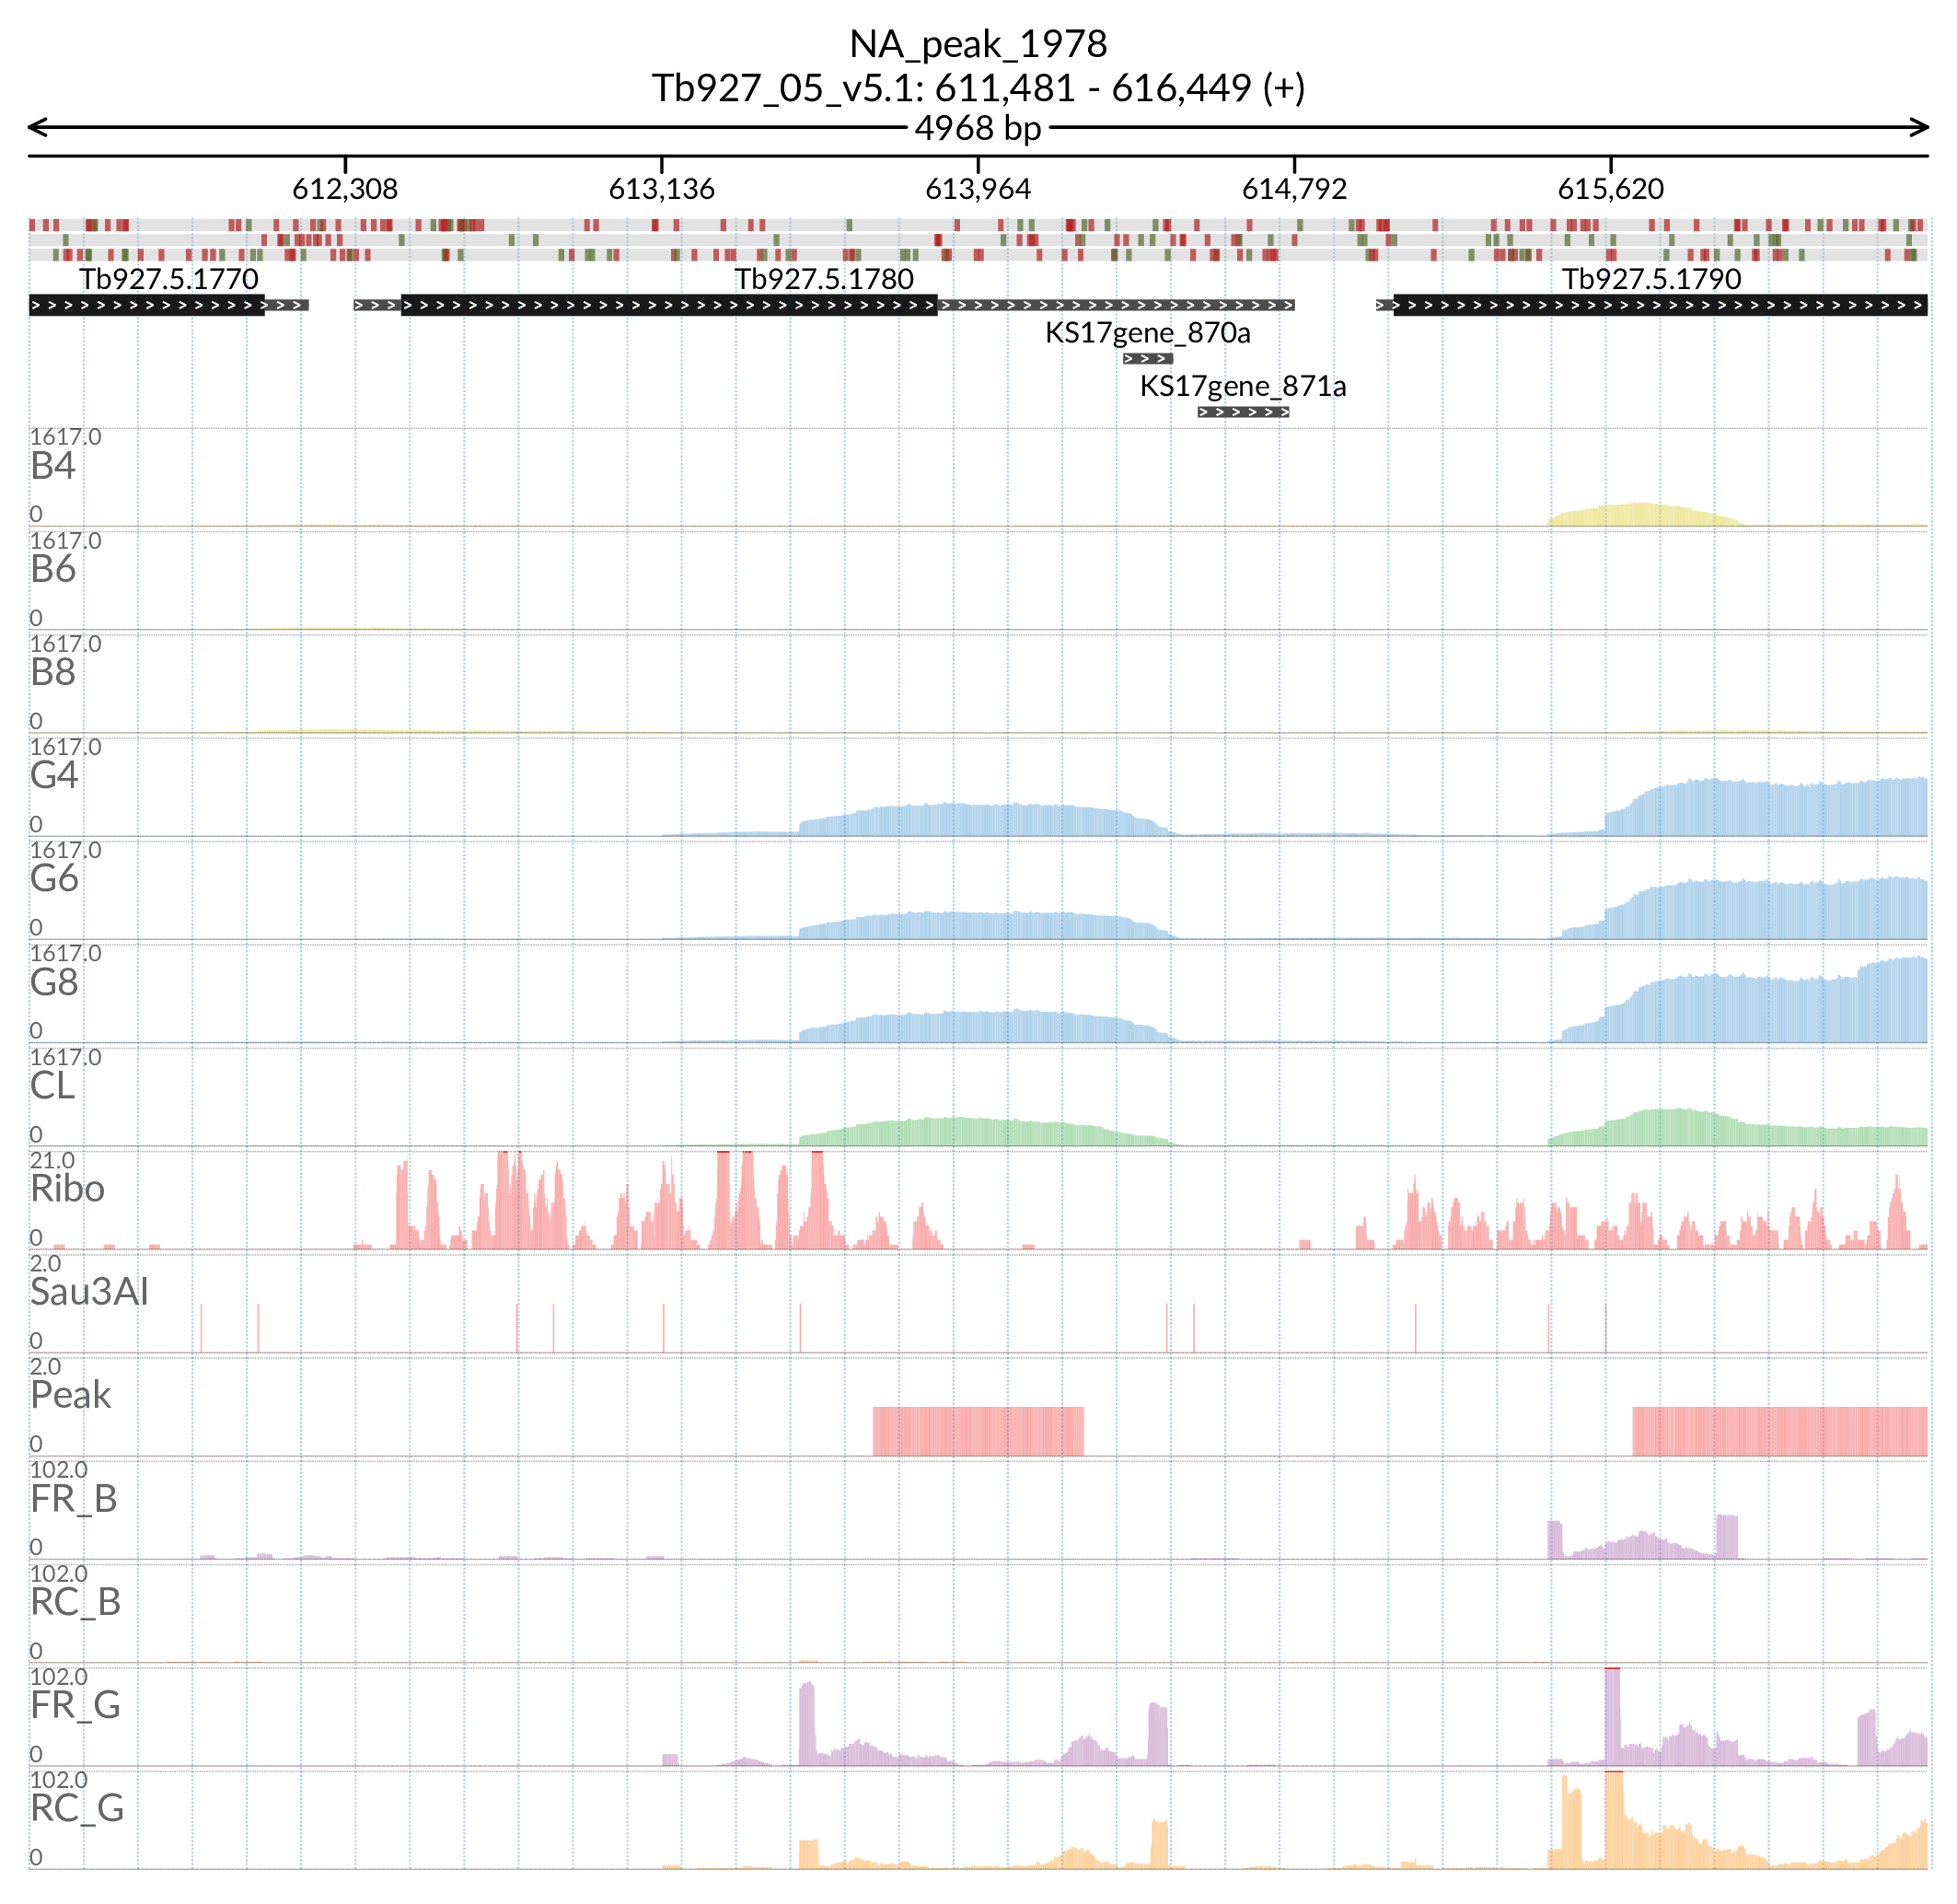 NA_peak_1978
Tb927_05_v5.1: 611,481 - 616,449 (+)
4968 bp
612,308 613,136 613,964 614,792 615,620
Tb927.5.1770 Tb927.5.1780 Tb927.5.1790
KS17gene_870a
KS17gene_871a
1617.0
B4
0
1617.0
B6
0
1617.0
B8
0
1617.0
G4
0
1617.0
G6
0
1617.0
G8
0
1617.0
CL
0
21.0
Ribo
0
2.0
Sau3AI
0
2.0
Peak
0
102.0
FR_B
0
102.0
RC_B
0
102.0
FR_G
0
102.0
RC_G
0